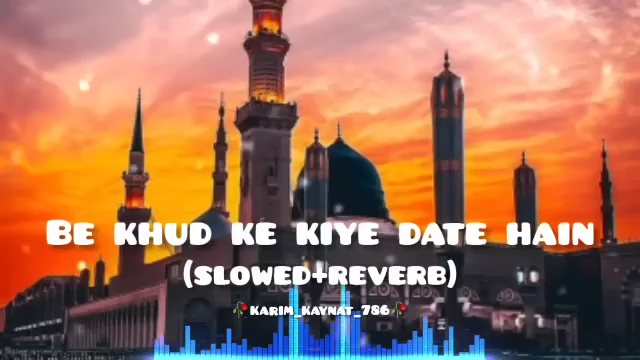 Be khud ke kiye date hain
(slowed+reverb)
🥀karim_kaynat_786🥀